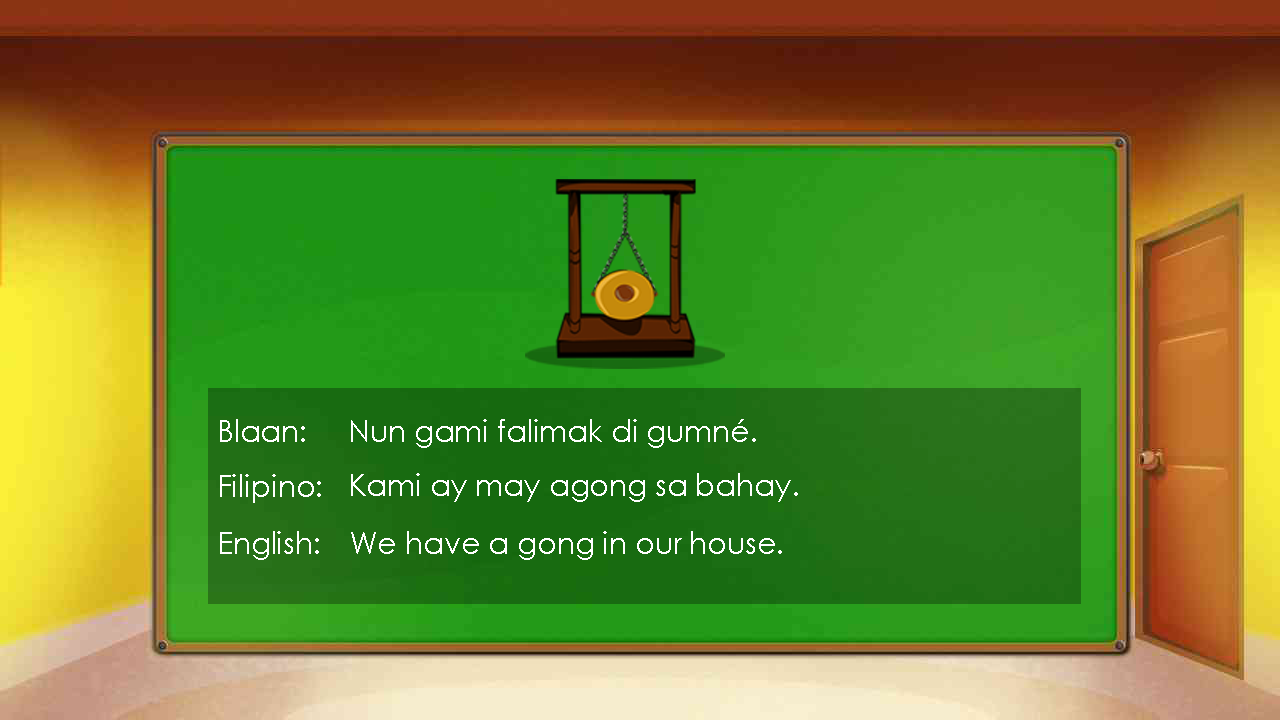 Blaan: Nun gami falimak di gumné.
Filipino: Kami ay may agong sa bahay.
English: We have a gong in our house.